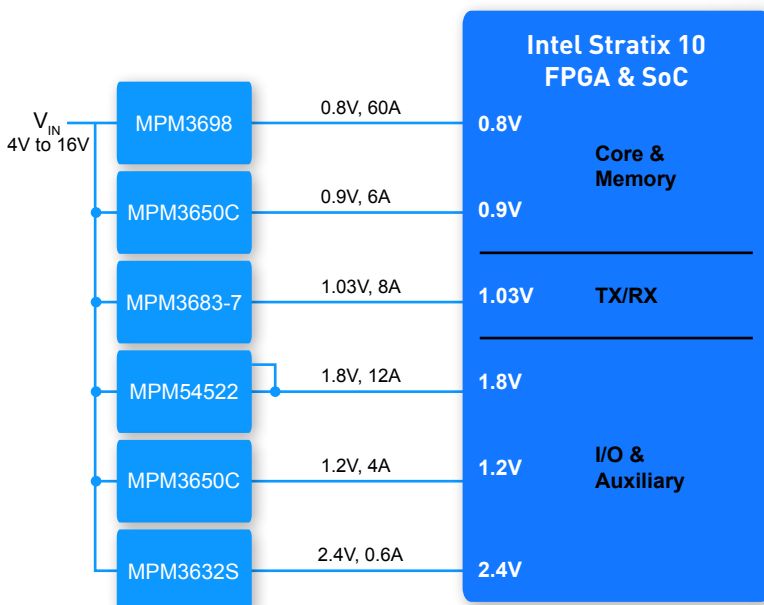 Intel Stratix 10
FPGA & SoC
V_IN
4V to 16V
MPM3698
0.8V, 60A
0.8V
Core &
Memory
MPM3650C
0.9V, 6A
0.9V
MPM3683-7
1.03V, 8A
1.03V
TX/RX
MPM54522
1.8V, 12A
1.8V
I/O &
Auxiliary
MPM3650C
1.2V, 4A
1.2V
MPM3632S
2.4V, 0.6A
2.4V